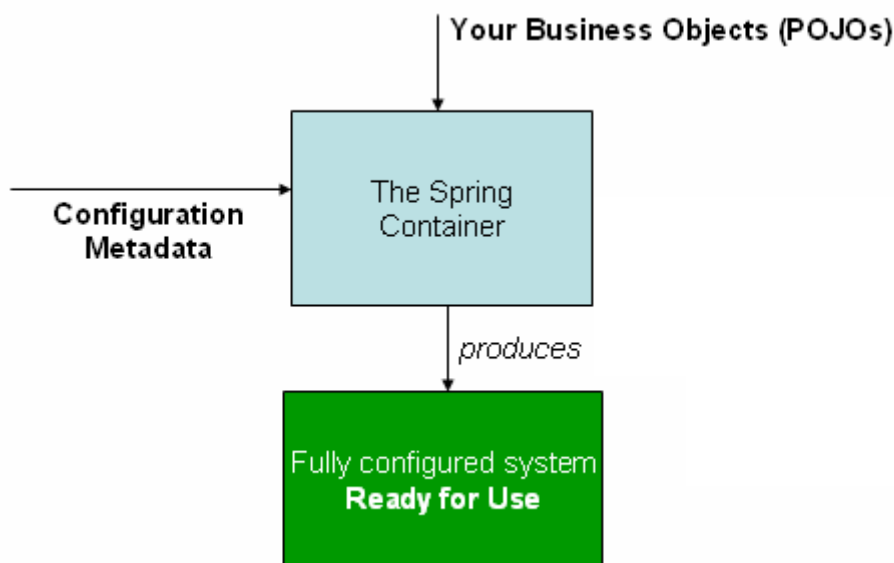 Your Business Objects (POJOs)
The Spring
Container
Configuration
Metadata
produces
Fully configured system
Ready for Use